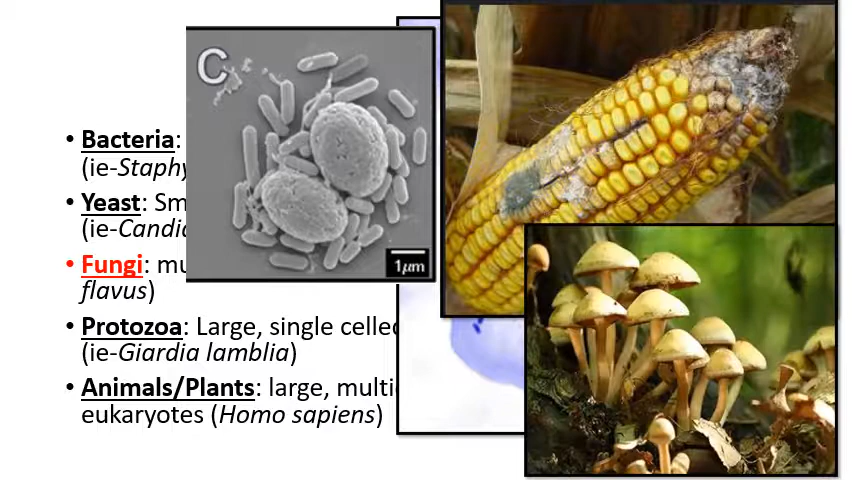 C
• Bacteria:
(ie-Staphy
• Yeast: Sm
(ie-Candid
• Fungi: mu
flavus)
• Protozoa: Large, single celled
(ie-Giardia lamblia)
• Animals/Plants: large, multi
eukaryotes (Homo sapiens)
1µm